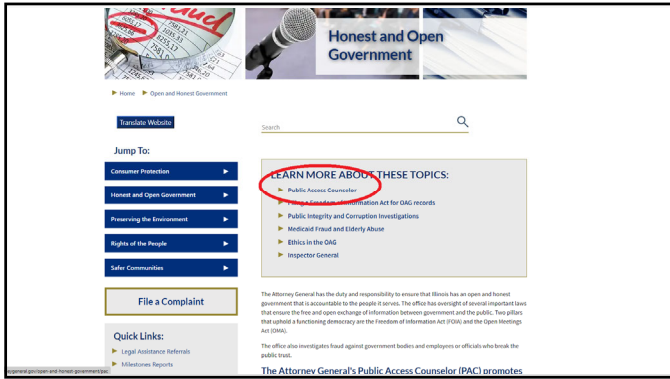 Honest and Open
Government
Home Open and Honest Government
Translate Website
Search
Jump To:
Consumer Protection
Honest and Open Government
Preserving the Environment
Rights of the People
Safer Communities
File a Complaint
Quick Links:
Legal Assistance Referrals
Milestones Reports
LEARN MORE ABOUT THESE TOPICS:
Public Access Counselor
Filing a Freedom of Information Act for OAG records
Public Integrity and Corruption Investigations
Medicaid Fraud and Elderly Abuse
Ethics in the OAG
Inspector General
The Attorney General has the duty and responsibility to ensure that Illinois has an open and honest
government that is accountable to the people it serves. The office has oversight of several important laws
that ensure the free and open exchange of information between government and the public. Two pillars
that uphold a functioning democracy are the Freedom of Information Act (FOIA) and the Open Meetings
Act (OMA).
The office also investigates fraud against government bodies and employers or officials who break the
public trust.
The Attorney General's Public Access Counselor (PAC) promotes